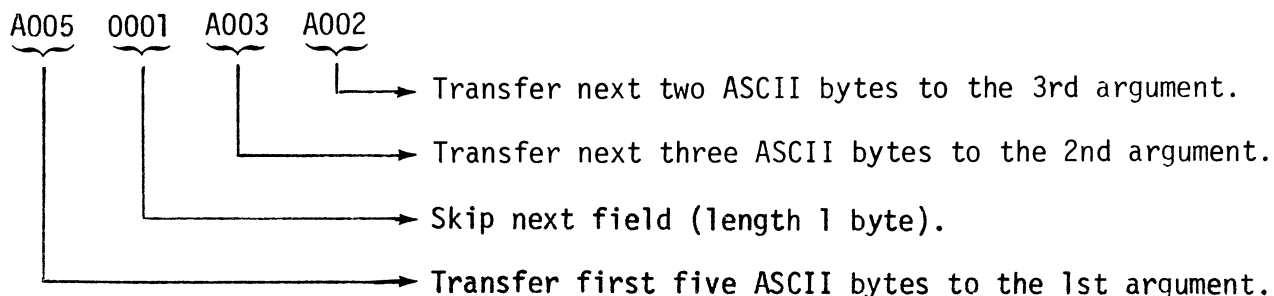 A005 0001 A003 A002
Transfer next two ASCII bytes to the 3rd argument.
Transfer next three ASCII bytes to the 2nd argument.
Skip next field (length 1 byte).
Transfer first five ASCII bytes to the 1st argument.